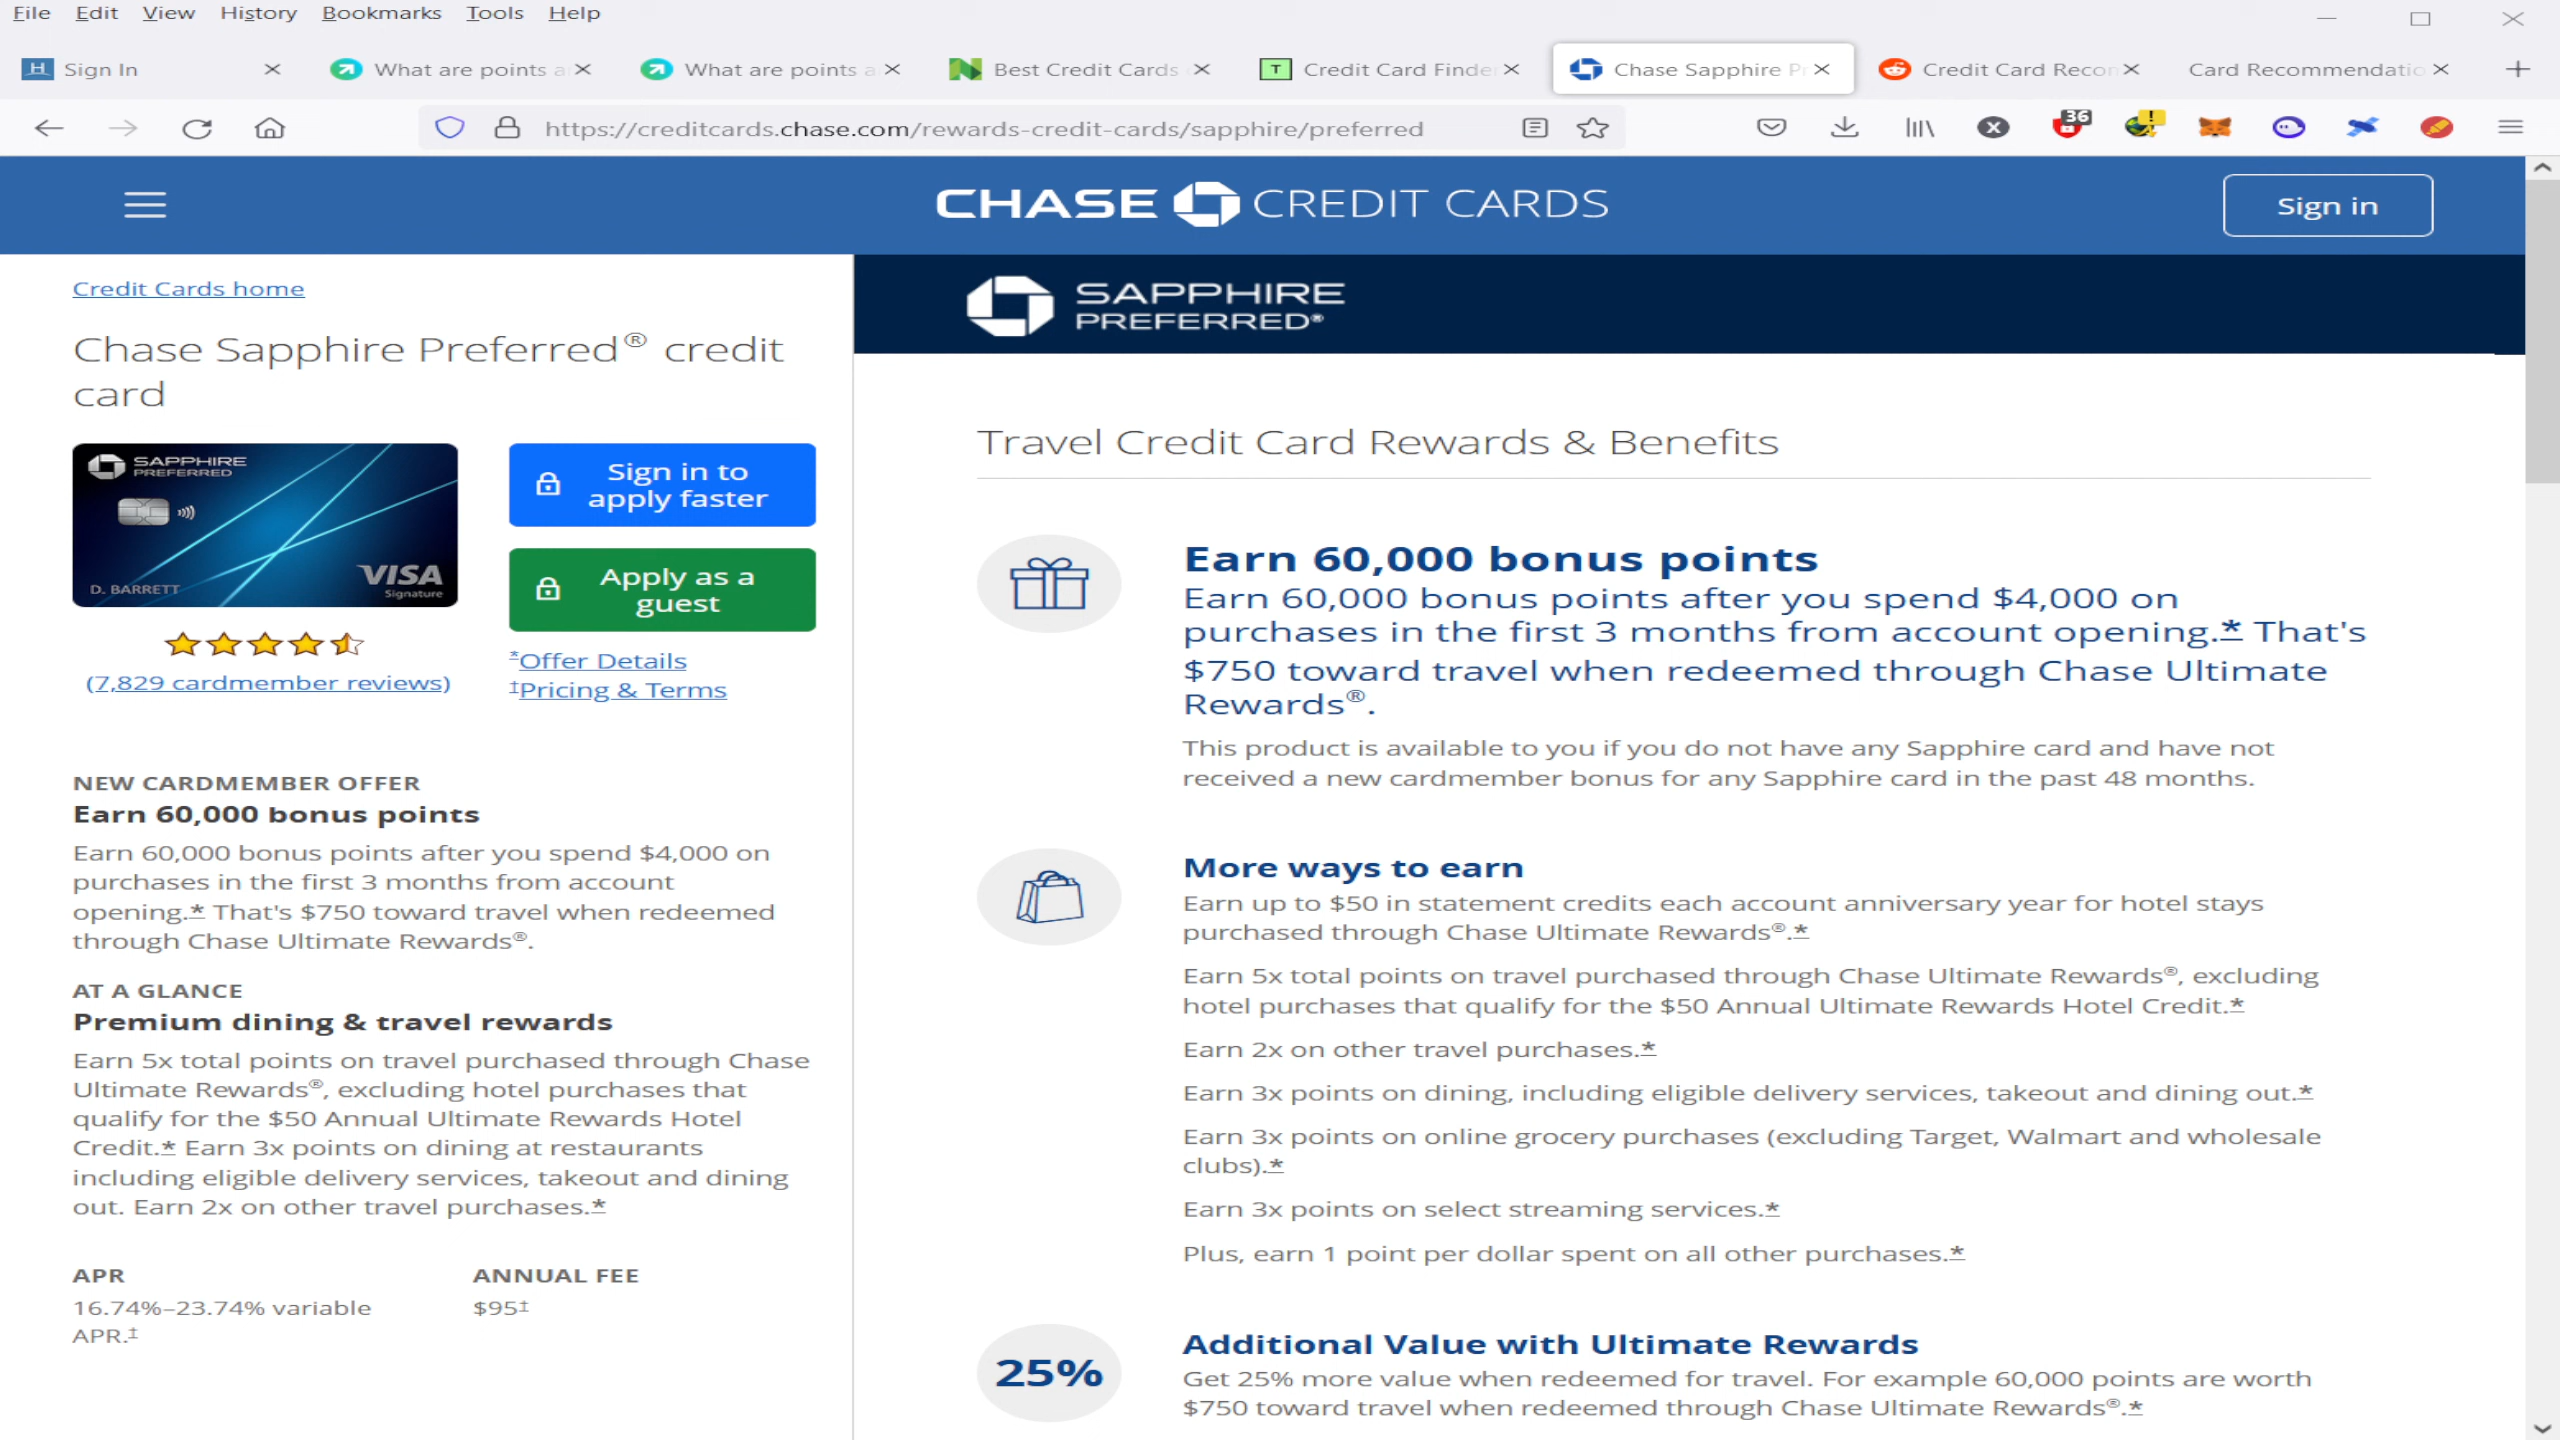 File Edit View History Bookmarks Tools Help
Sign In
What are points a
What are points a
Best Credit Cards
T Credit Card Finde
Chase Sapphire Pr
Credit Card Recom
Card Recommendatio
https://creditcards.chase.com/rewards-credit-cards/sapphire/preferred
36
CHASE CREDIT CARDS
Sign in
Credit Cards home
Chase Sapphire Preferred® credit
card
SAPPHIRE
PREFERRED
D. BARRETT
VISA
Signature
Sign in to
apply faster
Apply as a
guest
*Offer Details
‡Pricing & Terms
(7,829 cardmember reviews)
NEW CARDMEMBER OFFER
Earn 60,000 bonus points
Earn 60,000 bonus points after you spend $4,000 on
purchases in the first 3 months from account
opening.* That's $750 toward travel when redeemed
through Chase Ultimate Rewards®.
AT A GLANCE
Premium dining & travel rewards
Earn 5x total points on travel purchased through Chase
Ultimate Rewards®, excluding hotel purchases that
qualify for the $50 Annual Ultimate Rewards Hotel
Credit.* Earn 3x points on dining at restaurants
including eligible delivery services, takeout and dining
out. Earn 2x on other travel purchases.*
APR
16.74%–23.74% variable
APR.‡
ANNUAL FEE
$95‡
SAPPHIRE
PREFERRED®
Travel Credit Card Rewards & Benefits
Earn 60,000 bonus points
Earn 60,000 bonus points after you spend $4,000 on
purchases in the first 3 months from account opening.* That's
$750 toward travel when redeemed through Chase Ultimate
Rewards®.
This product is available to you if you do not have any Sapphire card and have not
received a new cardmember bonus for any Sapphire card in the past 48 months.
More ways to earn
Earn up to $50 in statement credits each account anniversary year for hotel stays
purchased through Chase Ultimate Rewards®.*
Earn 5x total points on travel purchased through Chase Ultimate Rewards®, excluding
hotel purchases that qualify for the $50 Annual Ultimate Rewards Hotel Credit.*
Earn 2x on other travel purchases.*
Earn 3x points on dining, including eligible delivery services, takeout and dining out.*
Earn 3x points on online grocery purchases (excluding Target, Walmart and wholesale
clubs).*
Earn 3x points on select streaming services.*
Plus, earn 1 point per dollar spent on all other purchases.*
25%
Additional Value with Ultimate Rewards
Get 25% more value when redeemed for travel. For example 60,000 points are worth
$750 toward travel when redeemed through Chase Ultimate Rewards®.*